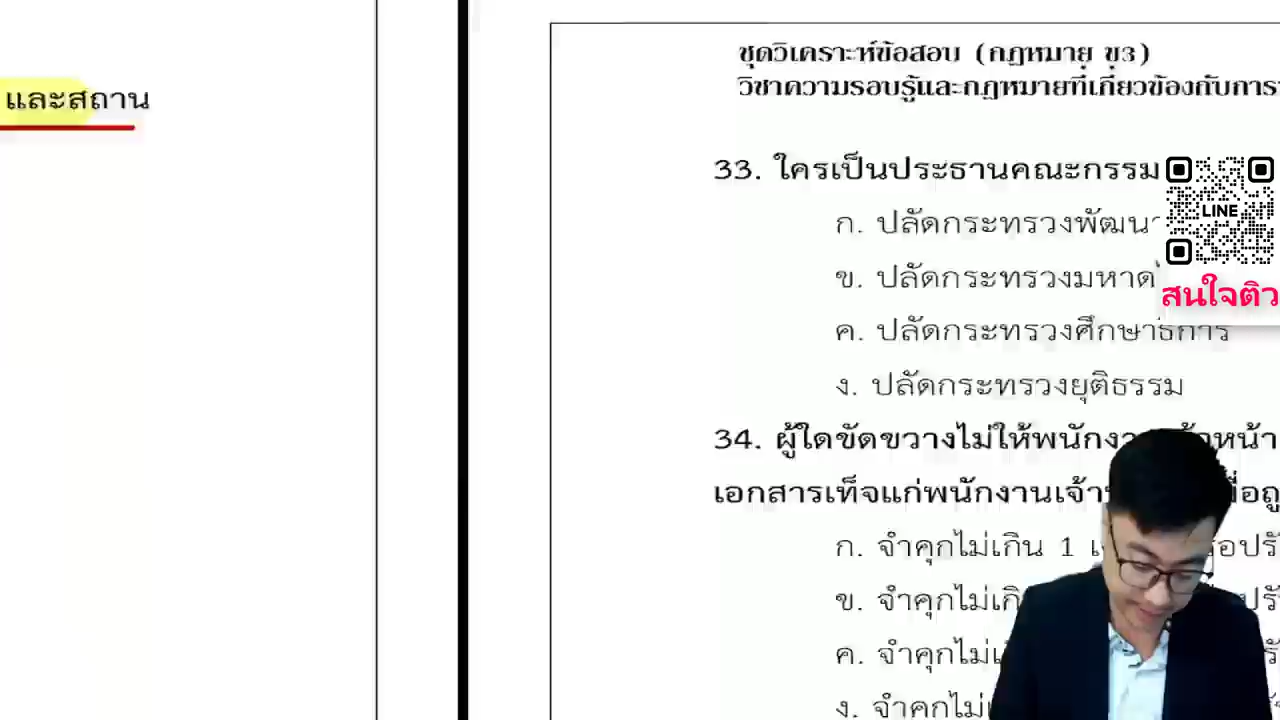 และสถาน
ชุดวิเคราะห์ข้อสอบ (กฎหมาย ข3)
วิชาความรอบรู้และกฎหมายที่เกี่ยวข้องกับการ
33. ใครเป็นประธานคณะกรรม
ก. ปลัดกระทรวงพัฒนา
ข. ปลัดกระทรวงมหาด
ค. ปลัดกระทรวงศึกษาธิการ
ง. ปลัดกระทรวงยุติธรรม
LINE
สนใจติว
34. ผู้ใดขัดขวางไม่ให้พนักงานเจ้าหน้า
เอกสารเท็จแก่พนักงานเจ้า
ก. จำคุกไม่เกิน 1
ข. จำคุกไม่เกิ
ค. จำคุกไม่
ง. จำคุกไม่